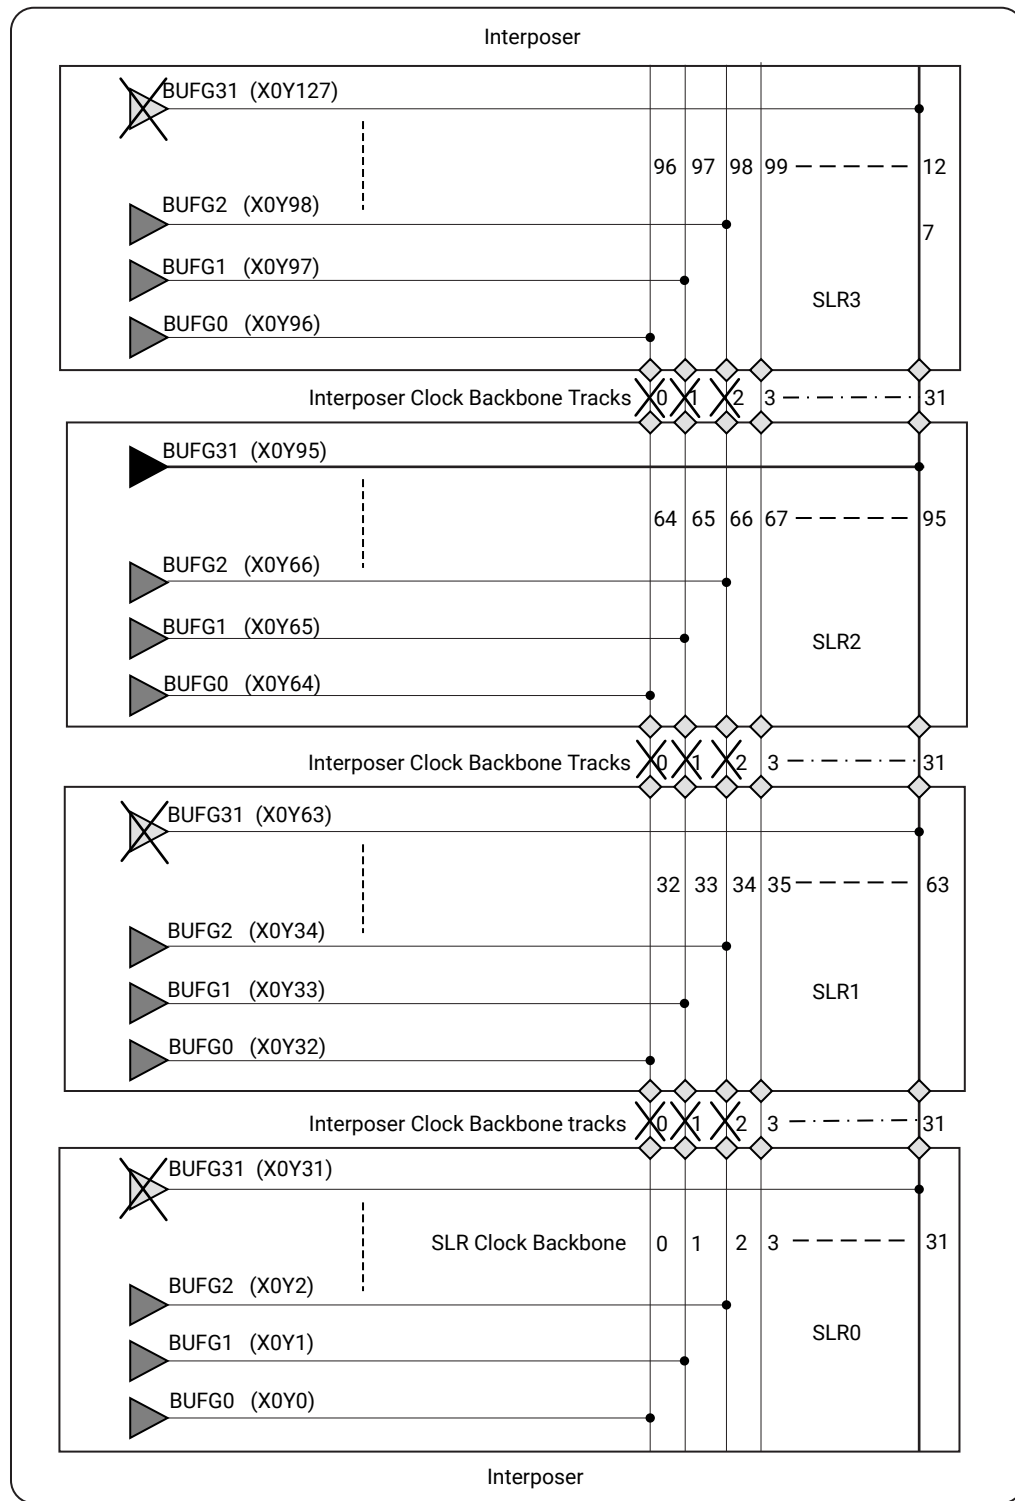 Interposer
BUFG31 (X0Y127)
96 97 98 99 12
7
BUFG2 (X0Y98)
BUFG1 (X0Y97)
SLR3
BUFG0 (X0Y96)
Interposer Clock Backbone Tracks 0 1 2 3 31
BUFG31 (X0Y95)
64 65 66 67 95
BUFG2 (X0Y66)
BUFG1 (X0Y65)
SLR2
BUFG0 (X0Y64)
Interposer Clock Backbone Tracks 0 1 2 3 31
BUFG31 (X0Y63)
32 33 34 35 63
BUFG2 (X0Y34)
BUFG1 (X0Y33)
SLR1
BUFG0 (X0Y32)
Interposer Clock Backbone tracks 0 1 2 3 31
BUFG31 (X0Y31)
SLR Clock Backbone 0 1 2 3 31
BUFG2 (X0Y2)
SLR0
BUFG1 (X0Y1)
BUFG0 (X0Y0)
Interposer